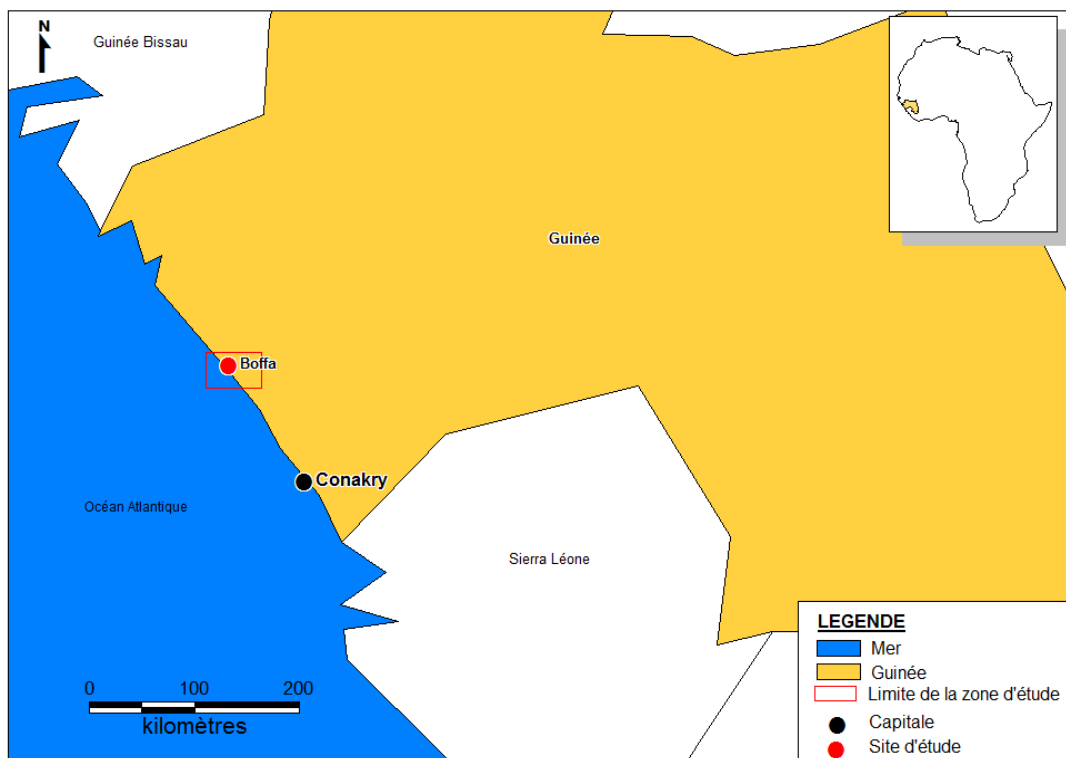 N
Guinée Bissau
Guinée
Boffa
Conakry
Océan Atlantique
Sierra Léone
0 100 200
kilomètres
LEGENDE
Mer
Guinée
Limite de la zone d'étude
Capitale
Site d'étude